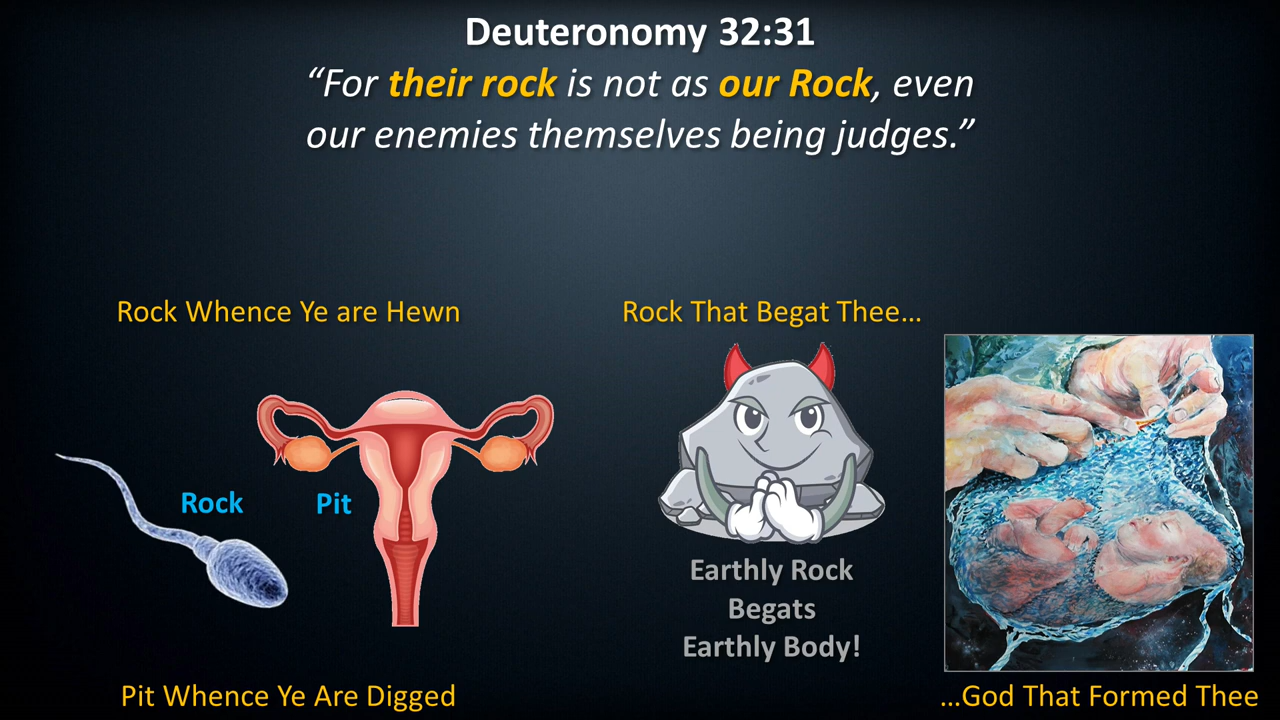 Deuteronomy 32:31
“For their rock is not as our Rock, even
our enemies themselves being judges.”
Rock Whence Ye are Hewn
Rock That Begat Thee...
Rock
Pit
Earthly Rock
Begats
Earthly Body!
Pit Whence Ye Are Digged
...God That Formed Thee